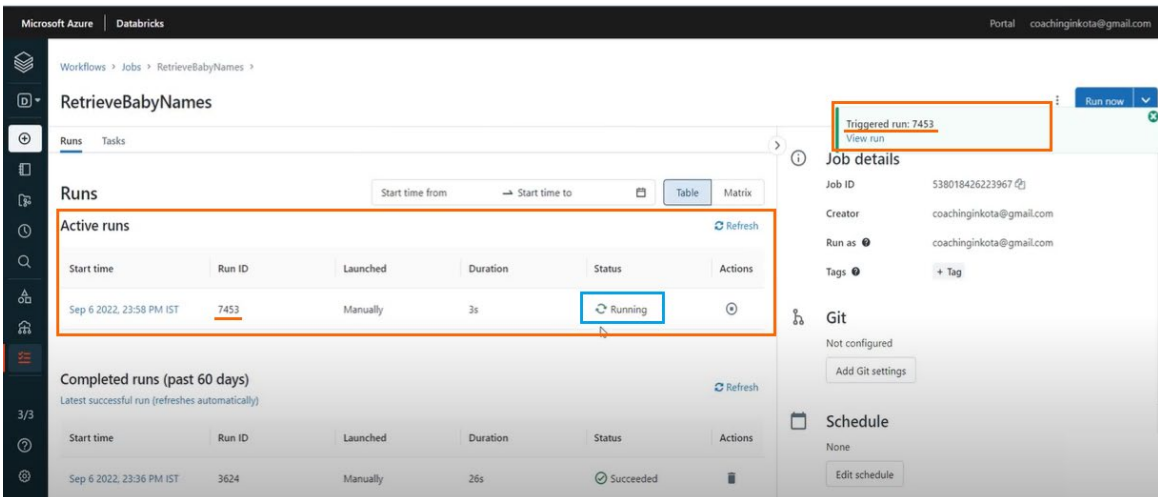 Microsoft Azure | Databricks Portal coachinginkota@gmail.com
Workflows > Jobs > RetrieveBabyNames >
D
RetrieveBabyNames
Run now
Triggered run: 7453
View run
Runs Tasks
Job details
Runs
Start time from → Start time to
Table Matrix
Job ID 538018426223967
Active runs
Refresh
Creator coachinginkota@gmail.com
Run as coachinginkota@gmail.com
Start time Run ID Launched Duration Status Actions
Tags + Tag
Sep 6 2022, 23:58 PM IST 7453 Manually 3s Running
Git
Not configured
Add Git settings
Completed runs (past 60 days)
Refresh
Latest successful run (refreshes automatically)
3/3
Schedule
Start time Run ID Launched Duration Status Actions
None
Edit schedule
Sep 6 2022, 23:36 PM IST 3624 Manually 26s Succeeded